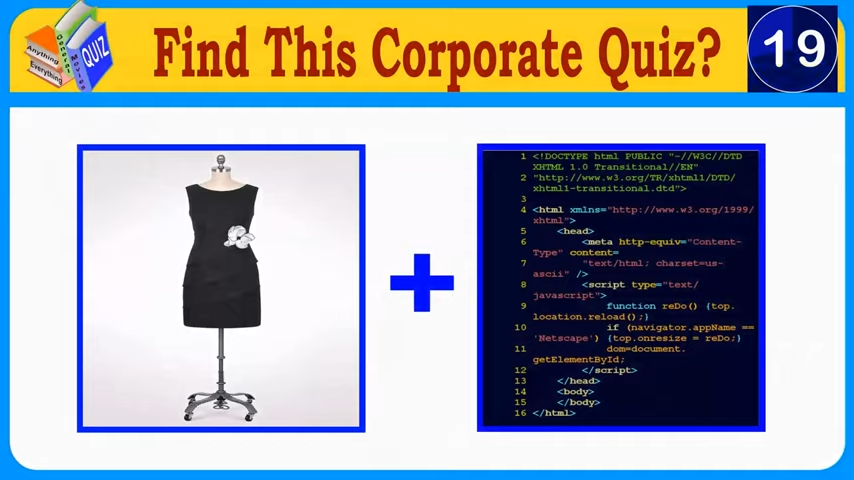 Anything
Everything
General
Movies
QUIZ
Find This Corporate Quiz?
19
1 <!DOCTYPE html PUBLIC "-//W3C//DTD
XHTML 1.0 Transitional//EN"
2 "http://www.w3.org/TR/xhtml1/DTD/
xhtml1-transitional.dtd">
3
4 <html xmlns="http://www.w3.org/1999/
xhtml">
5 <head>
6 <meta http-equiv="Content-
Type" content=
7 "text/html; charset=us-
ascii" />
8 <script type="text/
javascript">
9 function reDo() {top.
location.reload();}
10 if (navigator.appName ==
'Netscape') {top.onresize = reDo;}
11 dom=document.
getElementById;
12 </script>
13 </head>
14 <body>
15 </body>
16 </html>